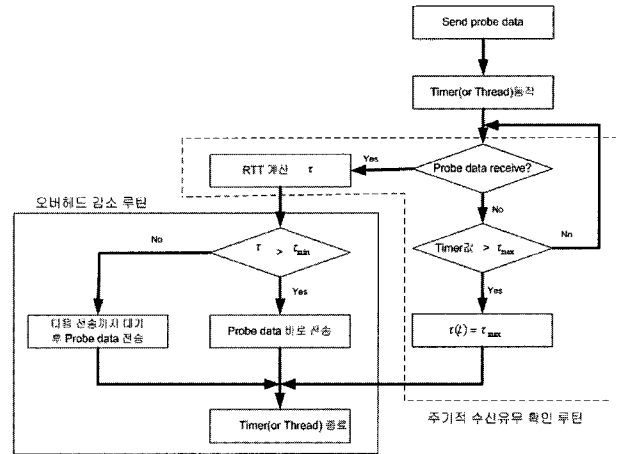 Send probe data
Timer(or Thread)동작
Probe data receive?
Yes
RTT 계산 τ
No
오버헤드 감소 루틴
τ > τmin
No
Yes
Timer값 > τmax
No
Yes
다음 전송까지 대기
후 Probe data 전송
Probe data 바로 전송
τ(t) = τmax
Timer(or Thread) 종료
주기적 수신유무 확인 루틴